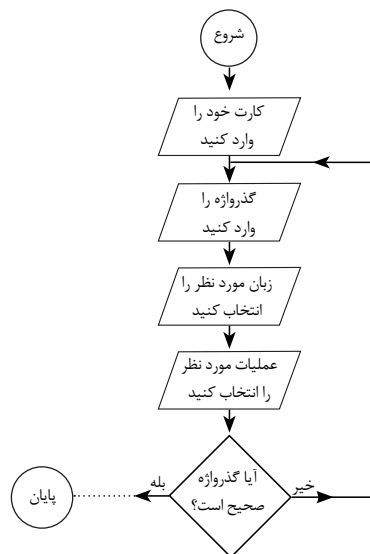 شروع
کارت خود را
وارد کنید
گذرواژه را
وارد کنید
زبان مورد نظر را
انتخاب کنید
عملیات مورد نظر
را انتخاب کنید
آیا گذرواژه
صحیح است؟
خیر
بله
پایان